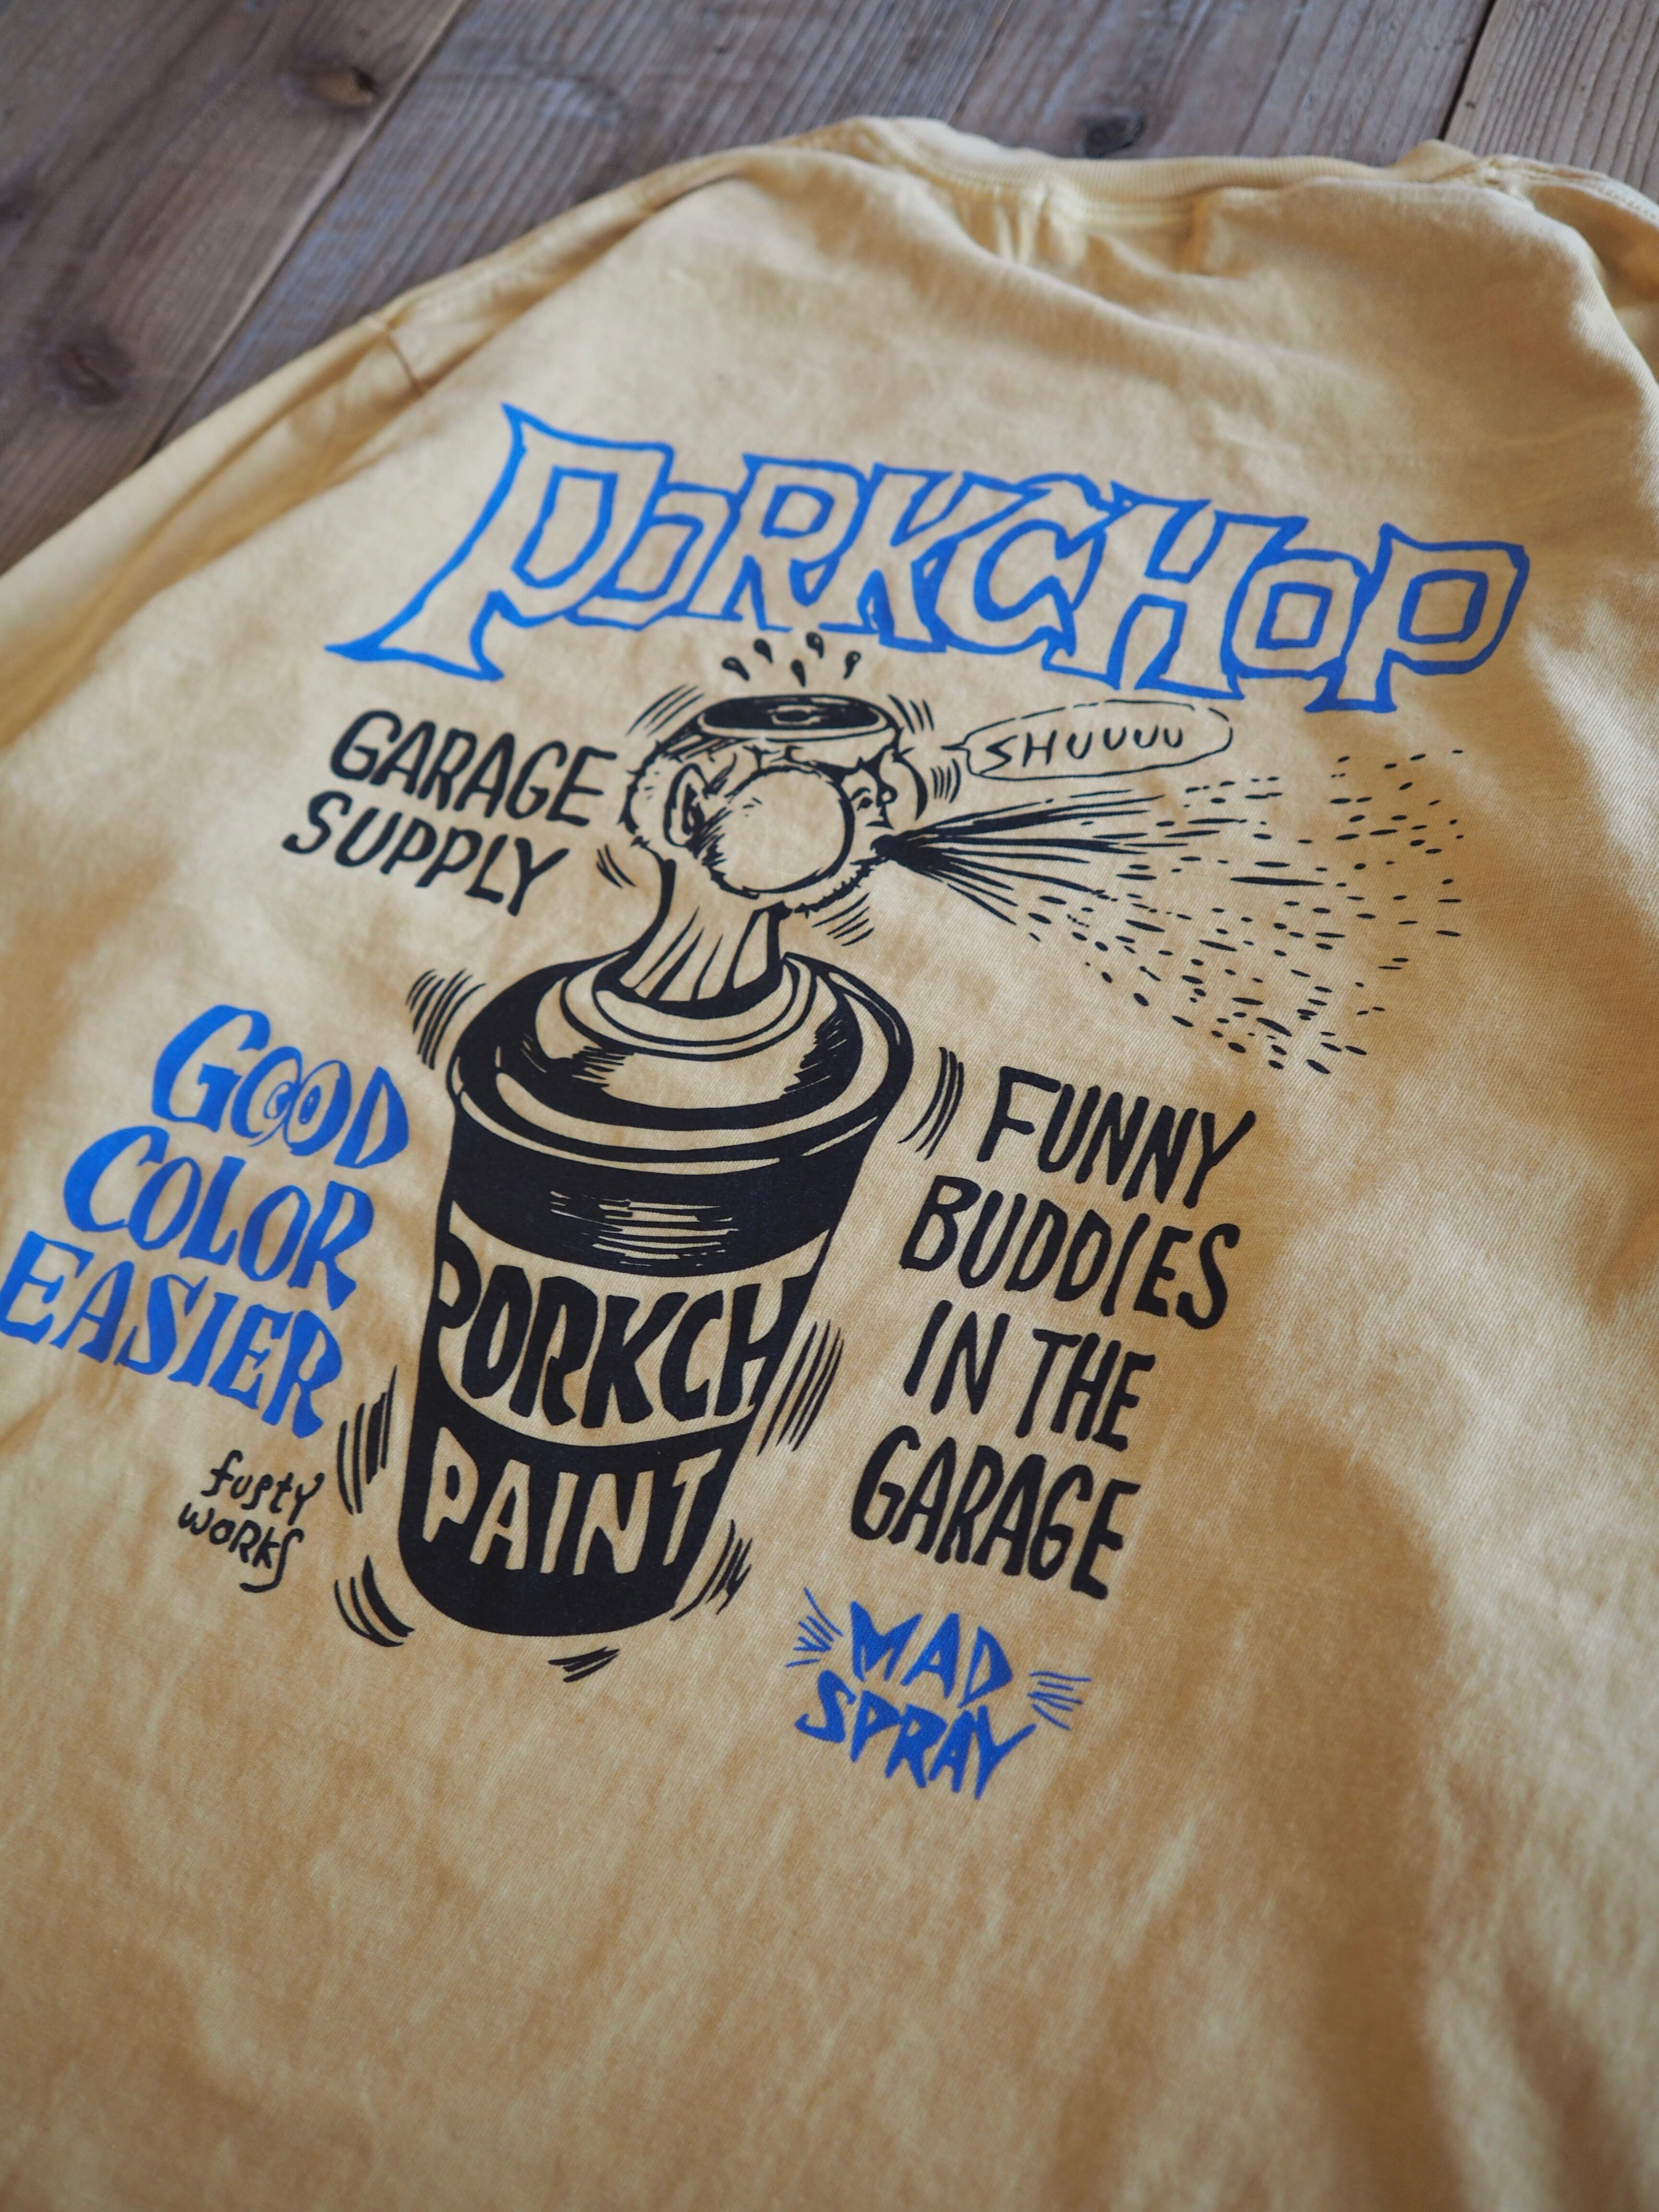 PORKCHOP
GARAGE
SUPPLY
SHUUUU
GOOD
COLOR
EASIER
fusty
works
PORKCH
PAINT
FUNNY
BUDDIES
IN THE
GARAGE
MAD
SPRAY